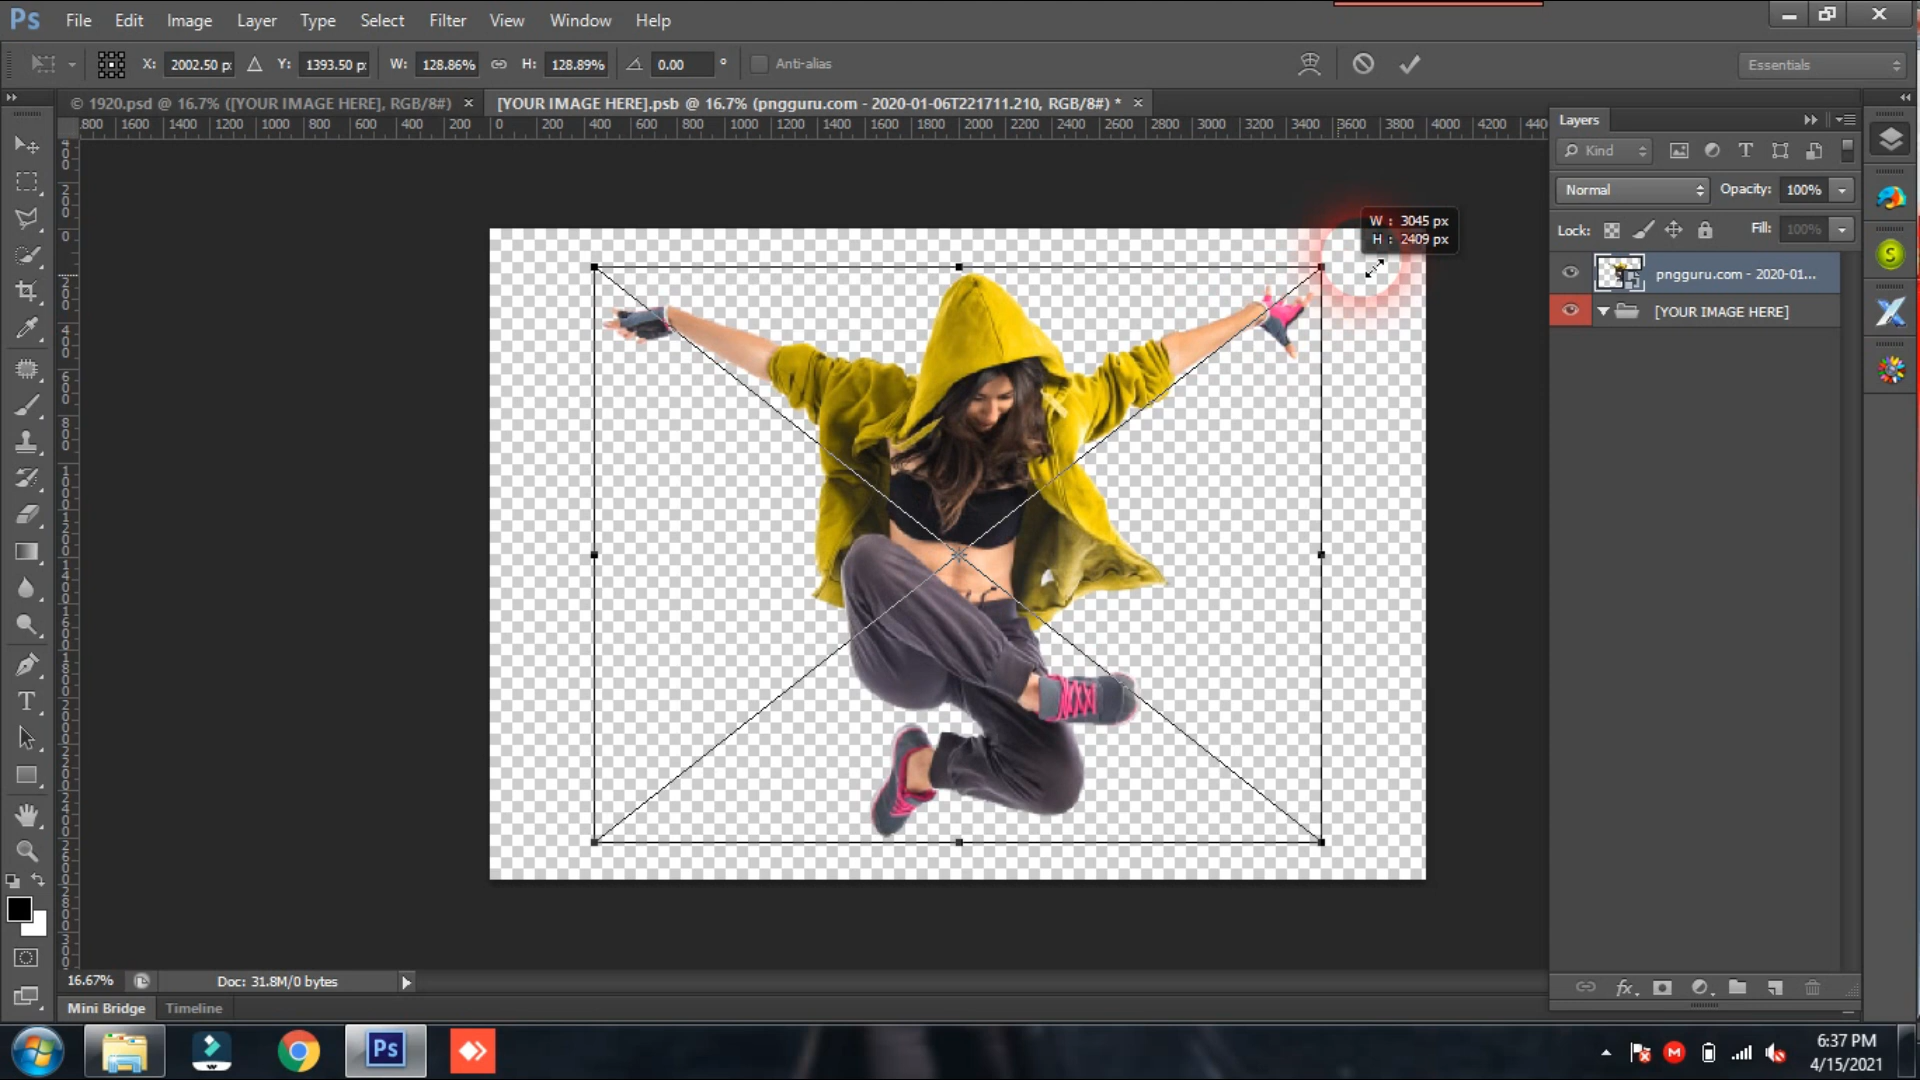 Ps File Edit Image Layer Type Select Filter View Window Help
X: 2002.50 p Y: 1393.50 p W: 128.86% H: 128.89% 0.00 ° Anti-alias Essentials
© 1920.psd @ 16.7% ([YOUR IMAGE HERE], RGB/8#) × [YOUR IMAGE HERE].psb @ 16.7% (pngguru.com - 2020-01-06T221711.210, RGB/8#) * ×
800 1600 1400 1200 1000 800 600 400 200 0 200 400 600 800 1000 1200 1400 1600 1800 2000 2200 2400 2600 2800 3000 3200 3400 3600 3800 4000 4200 440
Layers
Kind
Normal Opacity: 100%
Lock: Fill: 100%
W : 3045 px
H : 2409 px
pngguru.com - 2020-01...
[YOUR IMAGE HERE]
16.67% Doc: 31.8M/0 bytes
Mini Bridge Timeline
Ps
6:37 PM
4/15/2021